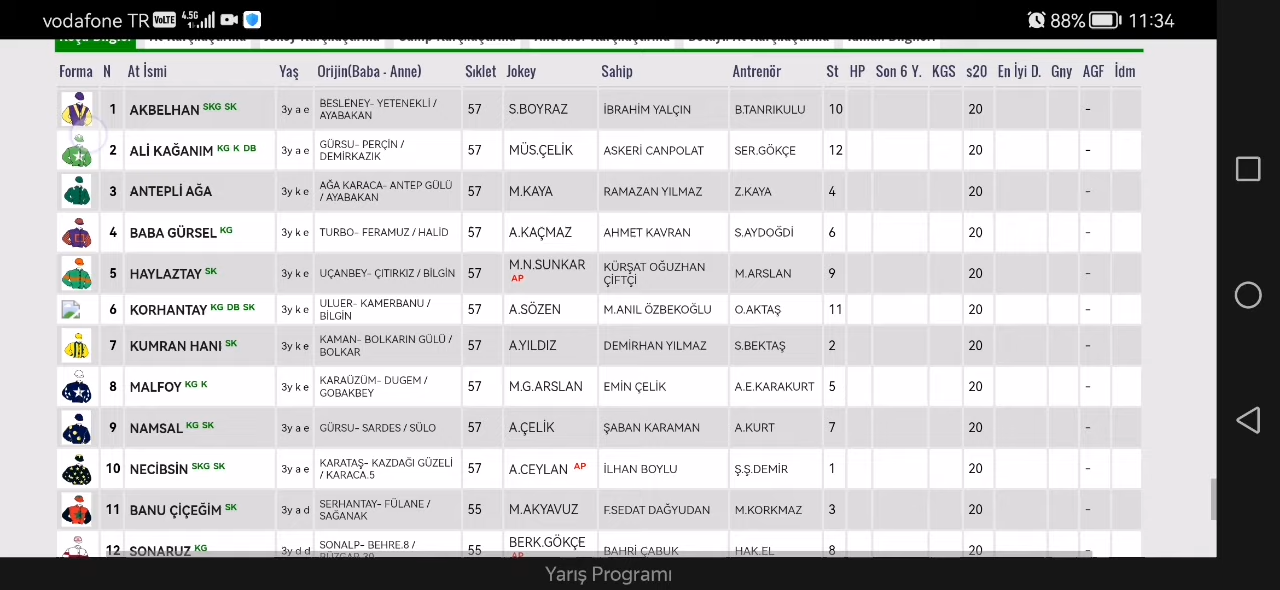 vodafone TR VoLTE 4.5G 88% 11:34
Forma N At İsmi Yaş Orijin(Baba - Anne) Sıklet Jokey Sahip Antrenör St HP Son 6 Y. KGS s20 En İyi D. Gny AGF İdm
1 AKBELHAN SKG SK 3y a e BESLENEY- YETENEKLİ / AYABAKAN 57 S.BOYRAZ İBRAHİM YALÇIN B.TANRIKULU 10 20 -
2 ALİ KAĞANIM KG K DB 3y a e GÜRSU- PERÇİN / DEMİRKAZIK 57 MÜS.ÇELİK ASKERİ CANPOLAT SER.GÖKÇE 12 20 -
3 ANTEPLİ AĞA 3y k e AĞA KARACA- ANTEP GÜLÜ / AYABAKAN 57 M.KAYA RAMAZAN YILMAZ Z.KAYA 4 20 -
4 BABA GÜRSEL KG 3y k e TURBO- FERAMUZ / HALİD 57 A.KAÇMAZ AHMET KAVRAN S.AYDOĞDİ 6 20 -
5 HAYLAZTAY SK 3y k e UÇANBEY- ÇITIRKIZ / BİLGİN 57 M.N.SUNKAR AP KÜRŞAT OĞUZHAN ÇİFTÇİ M.ARSLAN 9 20 -
6 KORHANTAY KG DB SK 3y k e ULUER- KAMERBANU / BİLGİN 57 A.SÖZEN M.ANIL ÖZBEKOĞLU O.AKTAŞ 11 20 -
7 KUMRAN HANI SK 3y k e KAMAN- BOLKARIN GÜLÜ / BOLKAR 57 A.YILDIZ DEMİRHAN YILMAZ S.BEKTAŞ 2 20 -
8 MALFOY KG K 3y k e KARAÜZÜM- DUGEM / GOBAKBEY 57 M.G.ARSLAN EMİN ÇELİK A.E.KARAKURT 5 20 -
9 NAMSAL KG SK 3y a e GÜRSU- SARDES / SÜLO 57 A.ÇELİK ŞABAN KARAMAN A.KURT 7 20 -
10 NECİBSİN SKG SK 3y a e KARATAŞ- KAZDAĞI GÜZELİ / KARACA.5 57 A.CEYLAN AP İLHAN BOYLU Ş.Ş.DEMİR 1 20 -
11 BANU ÇİÇEĞİM SK 3y a d SERHANTAY- FÜLANE / SAĞANAK 55 M.AKYAVUZ F.SEDAT DAĞYUDAN M.KORKMAZ 3 20 -
12 SONARUZ KG 3y d d SONALP- BEHRE.8 / 55 BERK.GÖKÇE AP BAHRİ ÇABUK HAK.EL 8 20 -
Yarış Programı